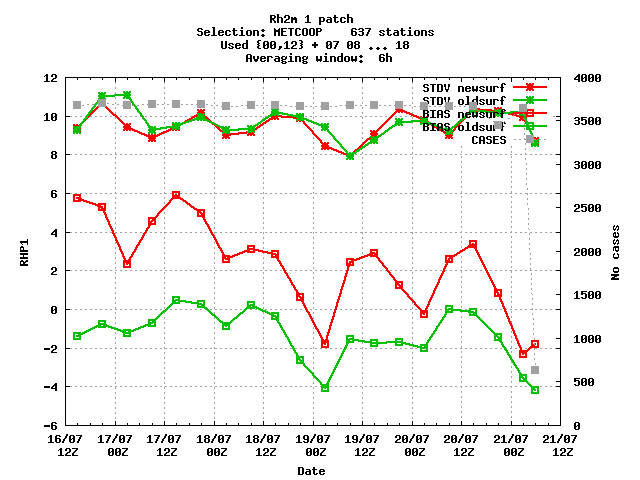 Rh2m 1 patch
Selection: METCOOP 637 stations
Used {00,12} + 07 08 ... 18
Averaging window: 6h
12 4000
STDV newsurf
STDV oldsurf
10 BIAS newsurf 3500
BIAS oldsurf
CASES
8 3000
6 2500
4 2000
2 1500
0 1000
-2
-4 500
-6 0
RHP1
No cases
16/07 17/07 17/07 18/07 18/07 19/07 19/07 20/07 20/07 21/07 21/07
12Z 00Z 12Z 00Z 12Z 00Z 12Z 00Z 12Z 00Z 12Z
Date